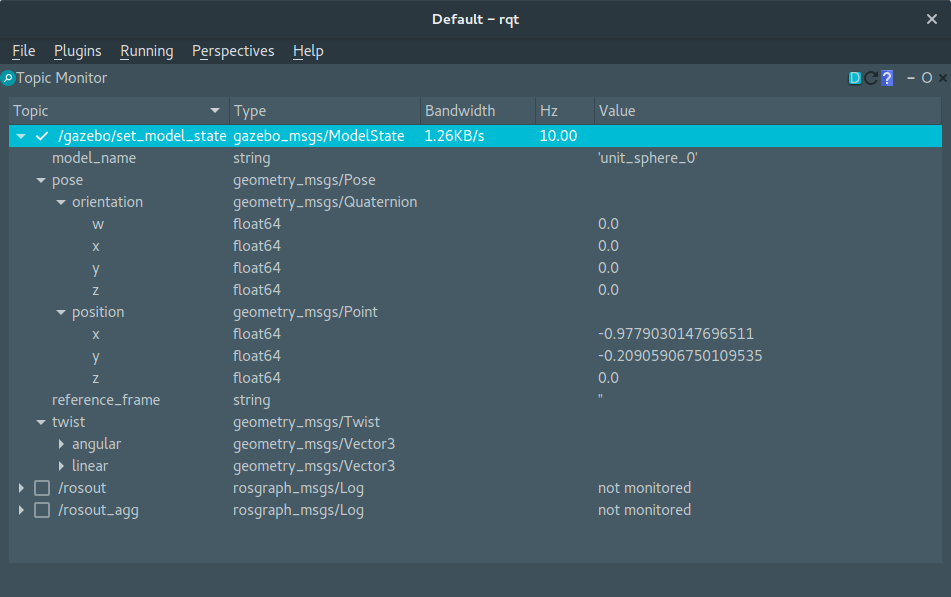 Default – rqt
File Plugins Running Perspectives Help
Topic Monitor D ? – O ×
Topic Type Bandwidth Hz Value
/gazebo/set_model_state gazebo_msgs/ModelState 1.26KB/s 10.00
model_name string 'unit_sphere_0'
pose geometry_msgs/Pose
orientation geometry_msgs/Quaternion
w float64 0.0
x float64 0.0
y float64 0.0
z float64 0.0
position geometry_msgs/Point
x float64 -0.9779030147696511
y float64 -0.20905906750109535
z float64 0.0
reference_frame string ''
twist geometry_msgs/Twist
angular geometry_msgs/Vector3
linear geometry_msgs/Vector3
/rosout rosgraph_msgs/Log not monitored
/rosout_agg rosgraph_msgs/Log not monitored